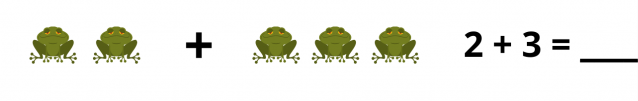 + 2 + 3 = ____